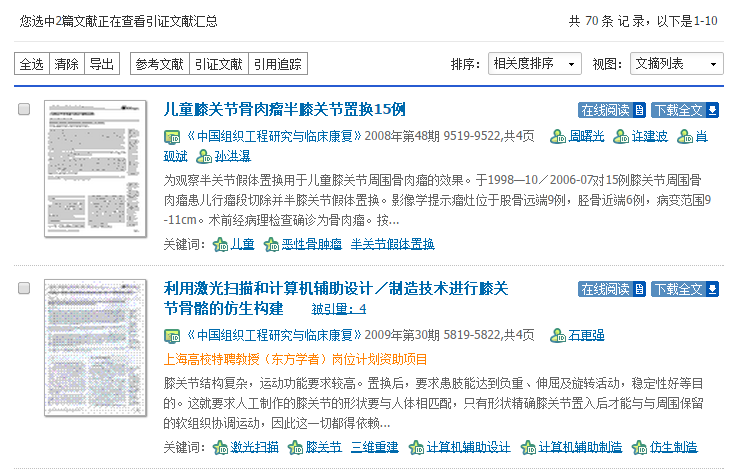 您选中2篇文献正在查看引证文献汇总
共 70 条 记 录，以下是1-10
全选 清除 导出 参考文献 引证文献 引用追踪 排序： 相关度排序 视图： 文摘列表
儿童膝关节骨肉瘤半膝关节置换15例 在线阅读 下载全文
《中国组织工程研究与临床康复》2008年第48期 9519-9522,共4页 周曙光 许建波 肖
砚斌 孙洪瀑
为观察半关节假体置换用于儿童膝关节周围骨肉瘤的效果。于1998—10／2006-07对15例膝关节周围骨
肉瘤患儿行瘤段切除并半膝关节假体置换。影像学提示瘤灶位于股骨远端9例，胫骨近端6例，病变范围9
-11cm。术前经病理检查确诊为骨肉瘤。按...
关键词： 儿童 恶性骨肿瘤 半关节假体置换
利用激光扫描和计算机辅助设计／制造技术进行膝关 在线阅读 下载全文
节骨骼的仿生构建 被引量：4
《中国组织工程研究与临床康复》2009年第30期 5819-5822,共4页 石更强
上海高校特聘教授（东方学者）岗位计划资助项目
膝关节结构复杂，运动功能要求较高。置换后，要求患肢能达到负重、伸屈及旋转活动，稳定性好等目
的。这就要求人工制作的膝关节的形状要与人体相匹配，只有形状精确膝关节置入后才能与与周围保留
的软组织协调运动，因此这一切都得依赖...
关键词： 激光扫描 膝关节 三维重建 计算机辅助设计 计算机辅助制造 仿生制造